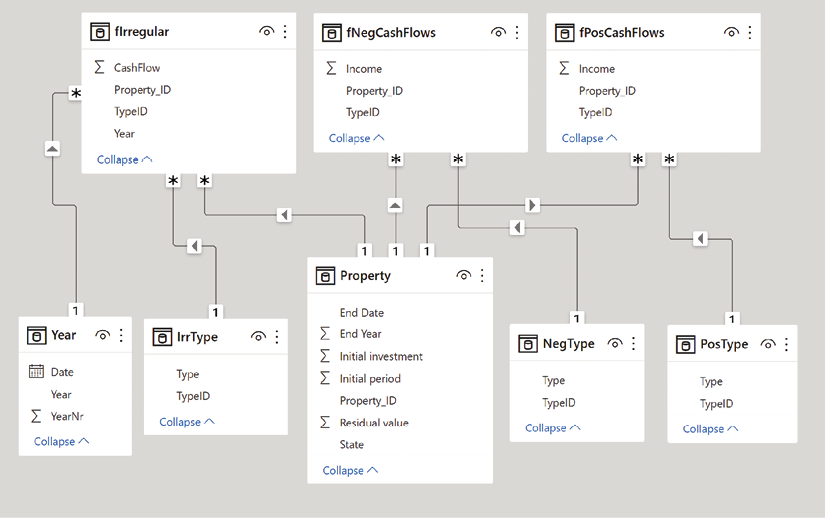 fIrregular
CashFlow
Property_ID
TypeID
Year
Collapse
fNegCashFlows
Income
Property_ID
TypeID
Collapse
fPosCashFlows
Income
Property_ID
TypeID
Collapse
*
*
*
*
*
*
*
1
1
1
1
1
1
1
Year
Date
Year
YearNr
Collapse
IrrType
Type
TypeID
Collapse
Property
End Date
End Year
Initial investment
Initial period
Property_ID
Residual value
State
Collapse
NegType
Type
TypeID
Collapse
PosType
Type
TypeID
Collapse